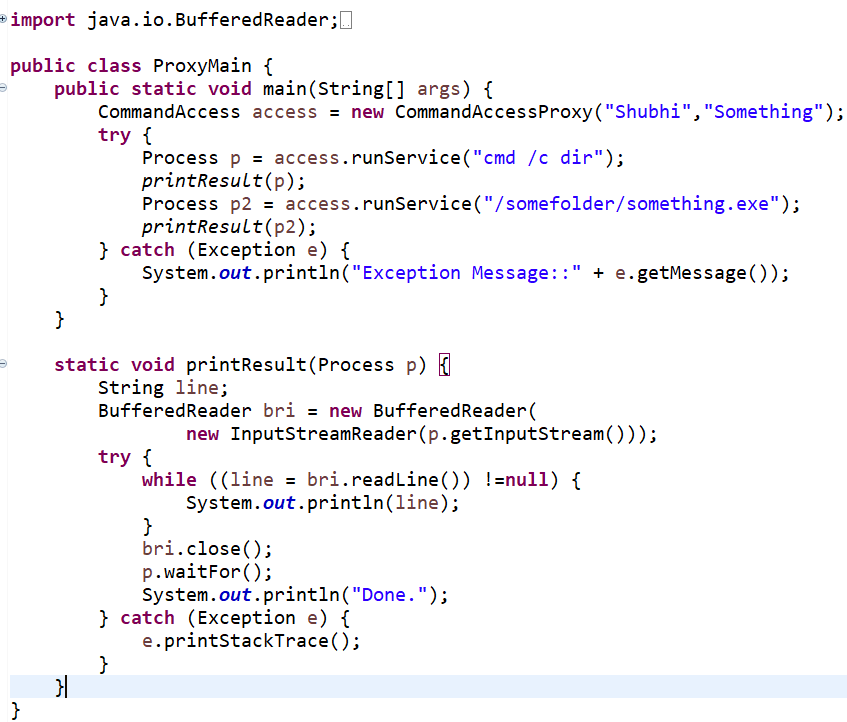 import java.io.BufferedReader;

public class ProxyMain {
    public static void main(String[] args) {
        CommandAccess access = new CommandAccessProxy("Shubhi","Something");
        try {
            Process p = access.runService("cmd /c dir");
            printResult(p);
            Process p2 = access.runService("/somefolder/something.exe");
            printResult(p2);
        } catch (Exception e) {
            System.out.println("Exception Message::" + e.getMessage());
        }
    }

    static void printResult(Process p) {
        String line;
        BufferedReader bri = new BufferedReader(
                new InputStreamReader(p.getInputStream()));
        try {
            while ((line = bri.readLine()) !=null) {
                System.out.println(line);
            }
            bri.close();
            p.waitFor();
            System.out.println("Done.");
        } catch (Exception e) {
            e.printStackTrace();
        }
    }
}